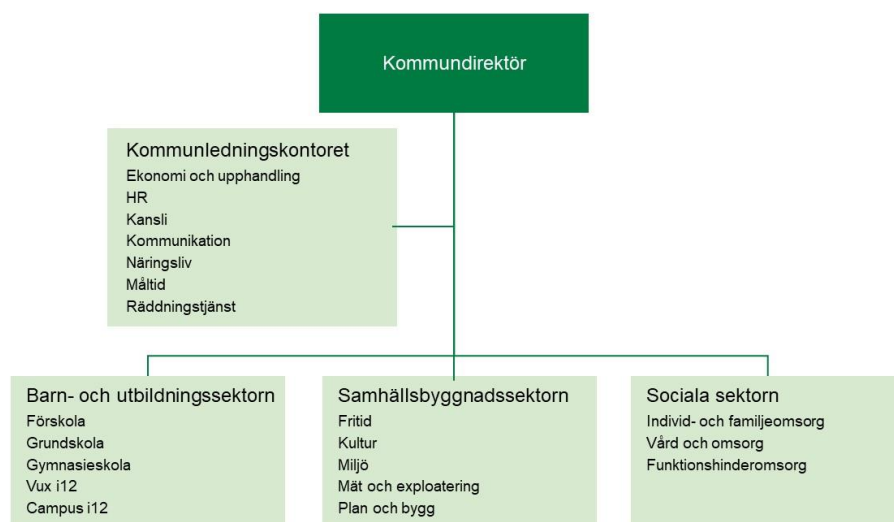 Kommundirektör
Kommunledningskontoret
Ekonomi och upphandling
HR
Kansli
Kommunikation
Näringsliv
Måltid
Räddningstjänst
Barn- och utbildningssektorn
Förskola
Grundskola
Gymnasieskola
Vux i12
Campus i12
Samhällsbyggnadssektorn
Fritid
Kultur
Miljö
Mät och exploatering
Plan och bygg
Sociala sektorn
Individ- och familjeomsorg
Vård och omsorg
Funktionshinderomsorg